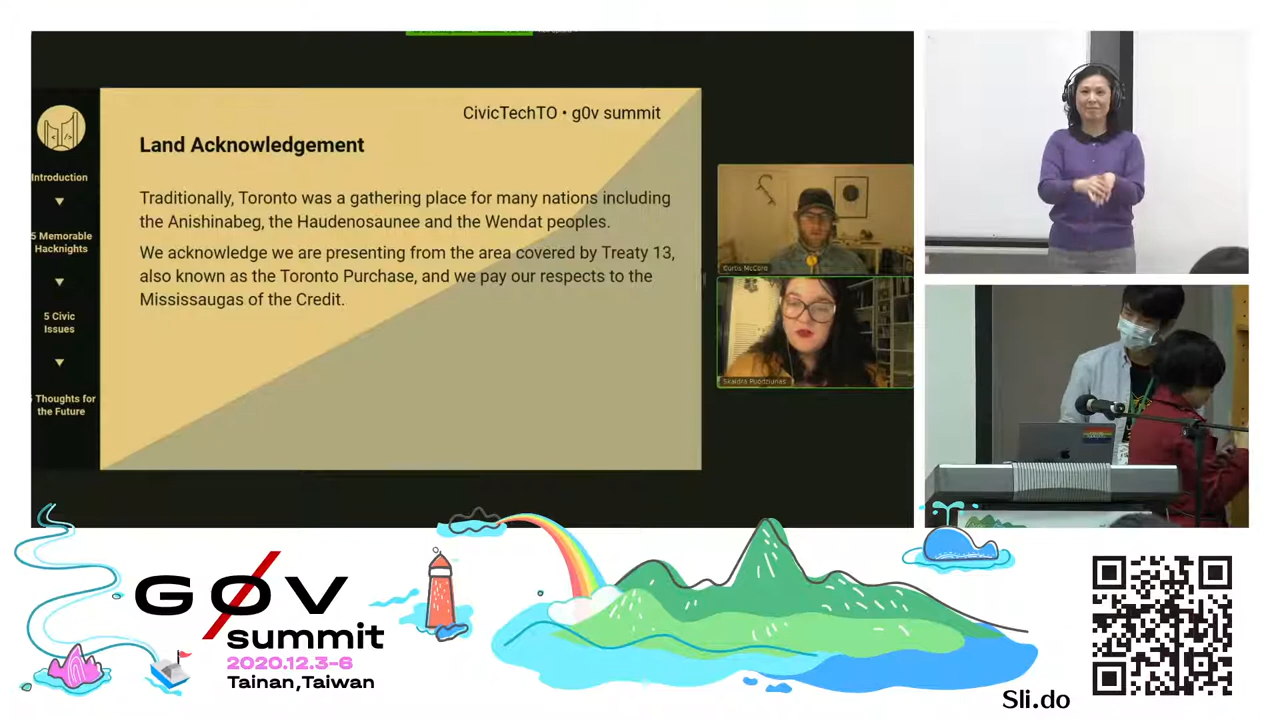 CivicTechTO • g0v summit
Land Acknowledgement
Traditionally, Toronto was a gathering place for many nations including
the Anishinabeg, the Haudenosaunee and the Wendat peoples.
We acknowledge we are presenting from the area covered by Treaty 13,
also known as the Toronto Purchase, and we pay our respects to the
Mississaugas of the Credit.
Introduction
5 Memorable
Hacknights
5 Civic
Issues
Thoughts for
the Future
Curtis McCord
Skaidra Puodziunas
GØV
summit
2020.12.3-6
Tainan,Taiwan
Sli.do